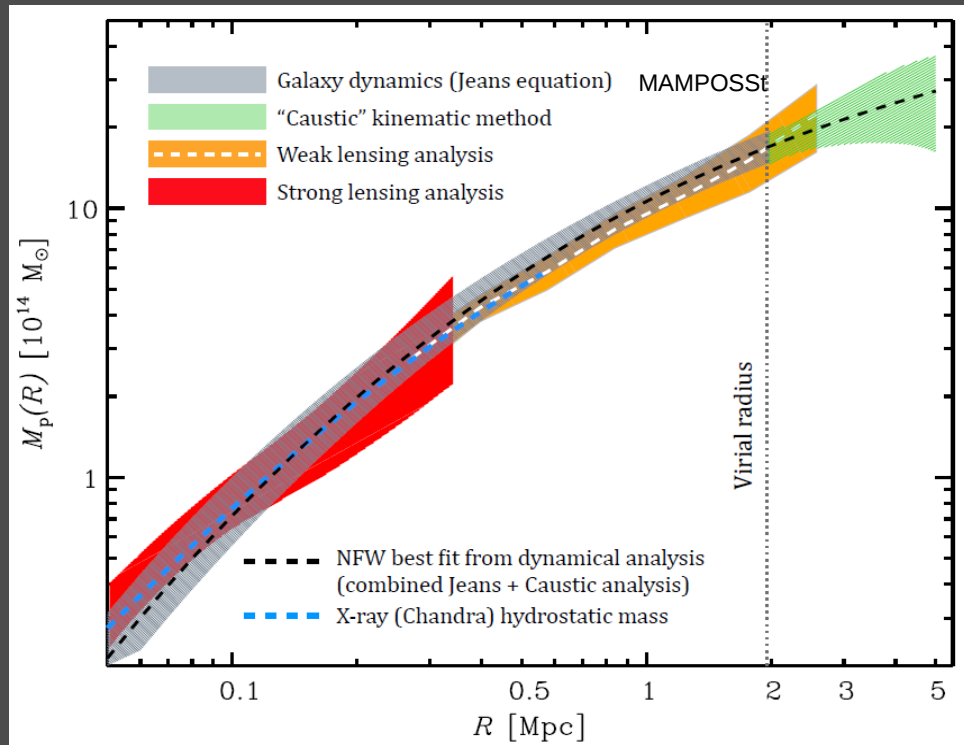 Galaxy dynamics (Jeans equation)
MAMPOSSt
“Caustic” kinematic method
Weak lensing analysis
Strong lensing analysis
10
1
Mp(R) [10^14 M⊙]
Virial radius
NFW best fit from dynamical analysis
(combined Jeans + Caustic analysis)
X-ray (Chandra) hydrostatic mass
0.1
0.5
1
2
3
5
R [Mpc]